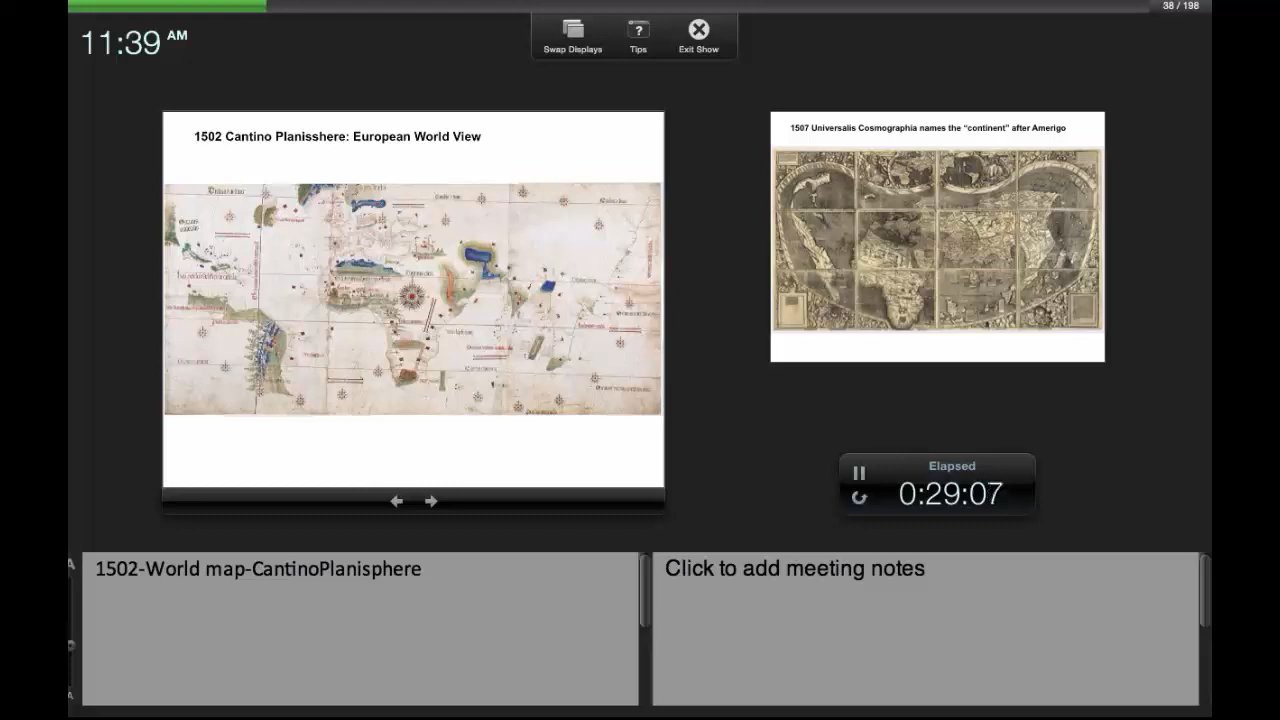 38 / 198
11:39 AM
Swap Displays
Tips
Exit Show
1502 Cantino Planisshere: European World View
1507 Universalis Cosmographia names the “continent” after Amerigo
Elapsed
0:29:07
1502-World map-CantinoPlanisphere
Click to add meeting notes
A
A